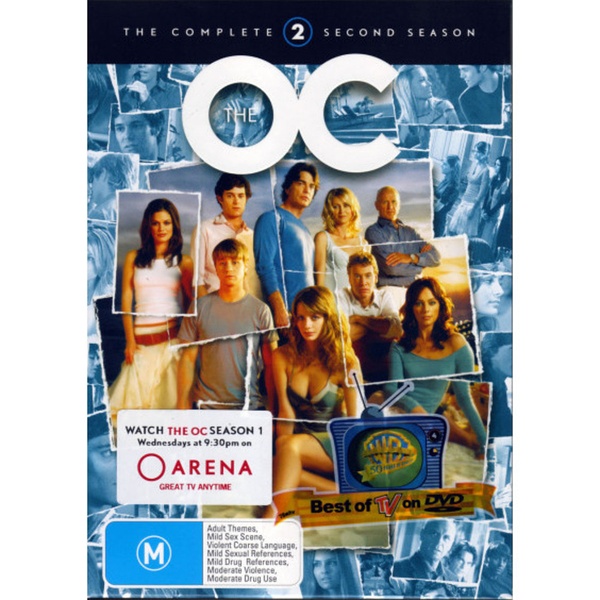 THE COMPLETE 2 SECOND SEASON
THE
OC
WATCH THE OC SEASON 1
Wednesdays at 9:30pm on
ARENA
GREAT TV ANYTIME
WB
50
Best of TV on DVD
M
Adult Themes,
Mild Sex Scene,
Violent Coarse Language,
Mild Sexual References,
Mild Drug References,
Moderate Violence,
Moderate Drug Use